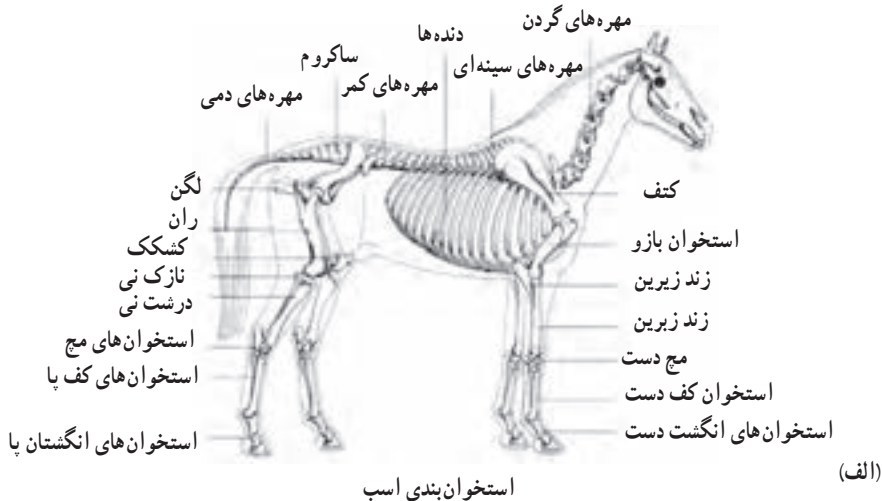 مهره‌های گردن
دنده‌ها
ساکروم
مهره‌های سینه‌ای
مهره‌های کمر
مهره‌های دمی
لگن
ران
کشکک
نازک نی
درشت نی
استخوان‌های مچ
استخوان‌های کف پا
استخوان‌های انگشتان پا
کتف
استخوان بازو
زند زیرین
زند زبرین
مچ دست
استخوان کف دست
استخوان‌های انگشت دست
(الف)
استخوان‌بندی اسب